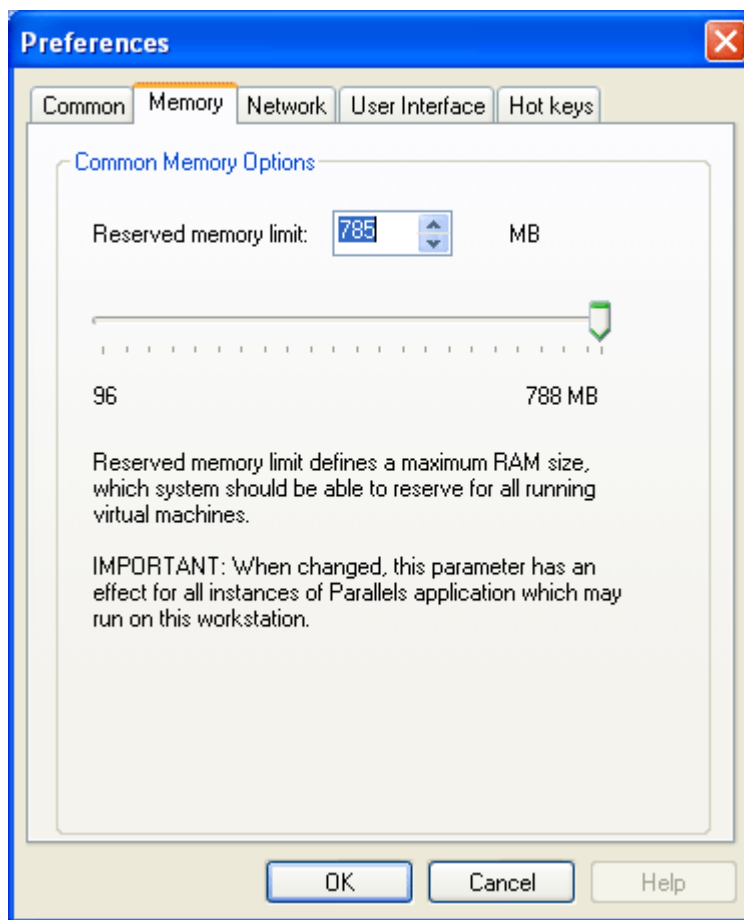 Preferences
Common Memory Network User Interface Hot keys
Common Memory Options
Reserved memory limit: 785 MB
96 788 MB
Reserved memory limit defines a maximum RAM size,
which system should be able to reserve for all running
virtual machines.
IMPORTANT: When changed, this parameter has an
effect for all instances of Parallels application which may
run on this workstation.
OK Cancel Help